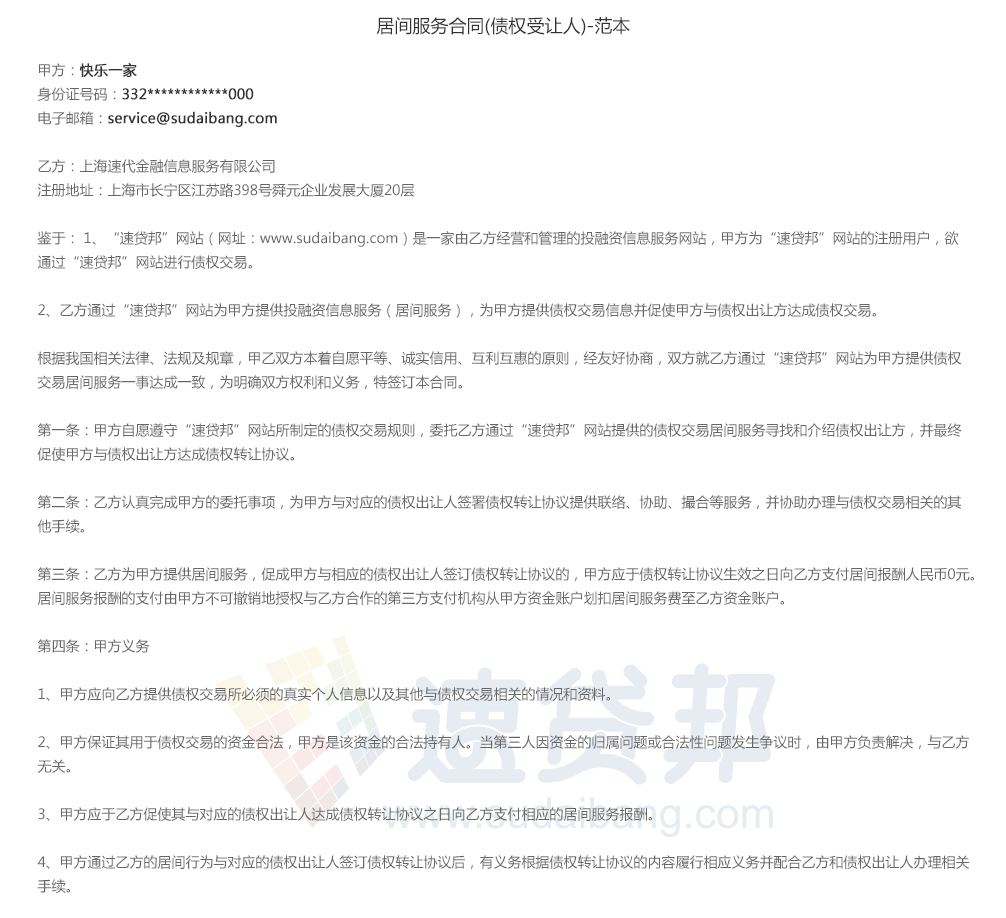 居间服务合同(债权受让人)-范本
甲方：快乐一家
身份证号码：332************000
电子邮箱：service@sudaibang.com
乙方：上海速代金融信息服务有限公司
注册地址：上海市长宁区江苏路398号舜元企业发展大厦20层
鉴于： 1、“速贷邦”网站（网址：www.sudaibang.com）是一家由乙方经营和管理的投融资信息服务网站，甲方为“速贷邦”网站的注册用户，欲
通过“速贷邦”网站进行债权交易。
2、乙方通过“速贷邦”网站为甲方提供投融资信息服务（居间服务），为甲方提供债权交易信息并促使甲方与债权出让方达成债权交易。
根据我国相关法律、法规及规章，甲乙双方本着自愿平等、诚实信用、互利互惠的原则，经友好协商，双方就乙方通过“速贷邦”网站为甲方提供债权
交易居间服务一事达成一致，为明确双方权利和义务，特签订本合同。
第一条：甲方自愿遵守“速贷邦”网站所制定的债权交易规则，委托乙方通过“速贷邦”网站提供的债权交易居间服务寻找和介绍债权出让方，并最终
促使甲方与债权出让方达成债权转让协议。
第二条：乙方认真完成甲方的委托事项，为甲方与对应的债权出让人签署债权转让协议提供联络、协助、撮合等服务，并协助办理与债权交易相关的其
他手续。
第三条：乙方为甲方提供居间服务，促成甲方与相应的债权出让人签订债权转让协议的，甲方应于债权转让协议生效之日向乙方支付居间报酬人民币0元。
居间服务报酬的支付由甲方不可撤销地授权与乙方合作的第三方支付机构从甲方资金账户划扣居间服务费至乙方资金账户。
第四条：甲方义务
1、甲方应向乙方提供债权交易所必须的真实个人信息以及其他与债权交易相关的情况和资料。
2、甲方保证其用于债权交易的资金合法，甲方是该资金的合法持有人。当第三人因资金的归属问题或合法性问题发生争议时，由甲方负责解决，与乙方
无关。
3、甲方应于乙方促使其与对应的债权出让人达成债权转让协议之日向乙方支付相应的居间服务报酬。
4、甲方通过乙方的居间行为与对应的债权出让人签订债权转让协议后，有义务根据债权转让协议的内容履行相应义务并配合乙方和债权出让人办理相关
手续。
速贷邦
www.sudaibang.com